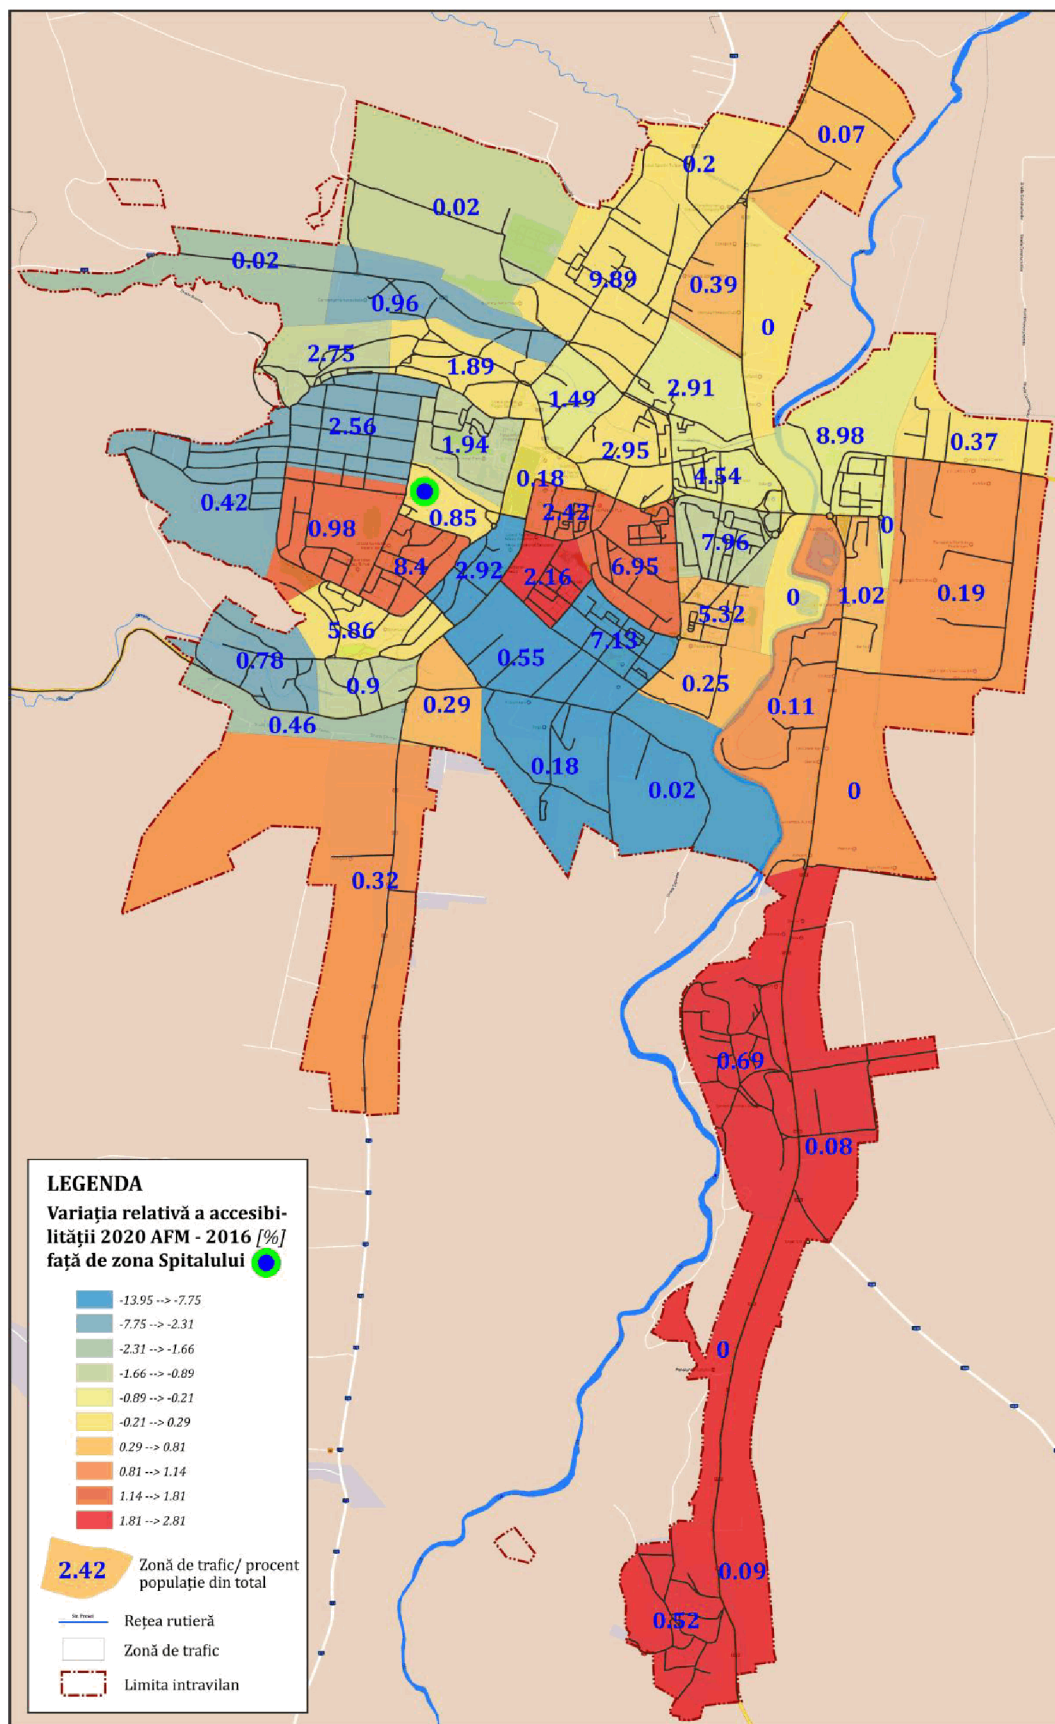 0.07
0.2
0.02
0.02
9.89
0.39
0.96
0
2.75
1.89
2.91
1.49
2.56
1.94
2.95
8.98
0.37
4.54
0.18
0.42
0.98
0.85
2.42
0
7.96
8.4
2.92
2.16
6.95
0
1.02
0.19
5.32
5.86
7.13
0.78
0.55
0.9
0.25
0.29
0.11
0.46
0.18
0.02
0
0.32
0.69
0.08
0
0.09
0.52
LEGENDA
Variația relativă a accesibi-
lității 2020 AFM - 2016 [%]
față de zona Spitalului
-13.95 --> -7.75
-7.75 --> -2.31
-2.31 --> -1.66
-1.66 --> -0.89
-0.89 --> -0.21
-0.21 --> 0.29
0.29 --> 0.81
0.81 --> 1.14
1.14 --> 1.81
1.81 --> 2.81
2.42
Zonă de trafic/ procent
populație din total
Rețea rutieră
Zonă de trafic
Limita intravilan